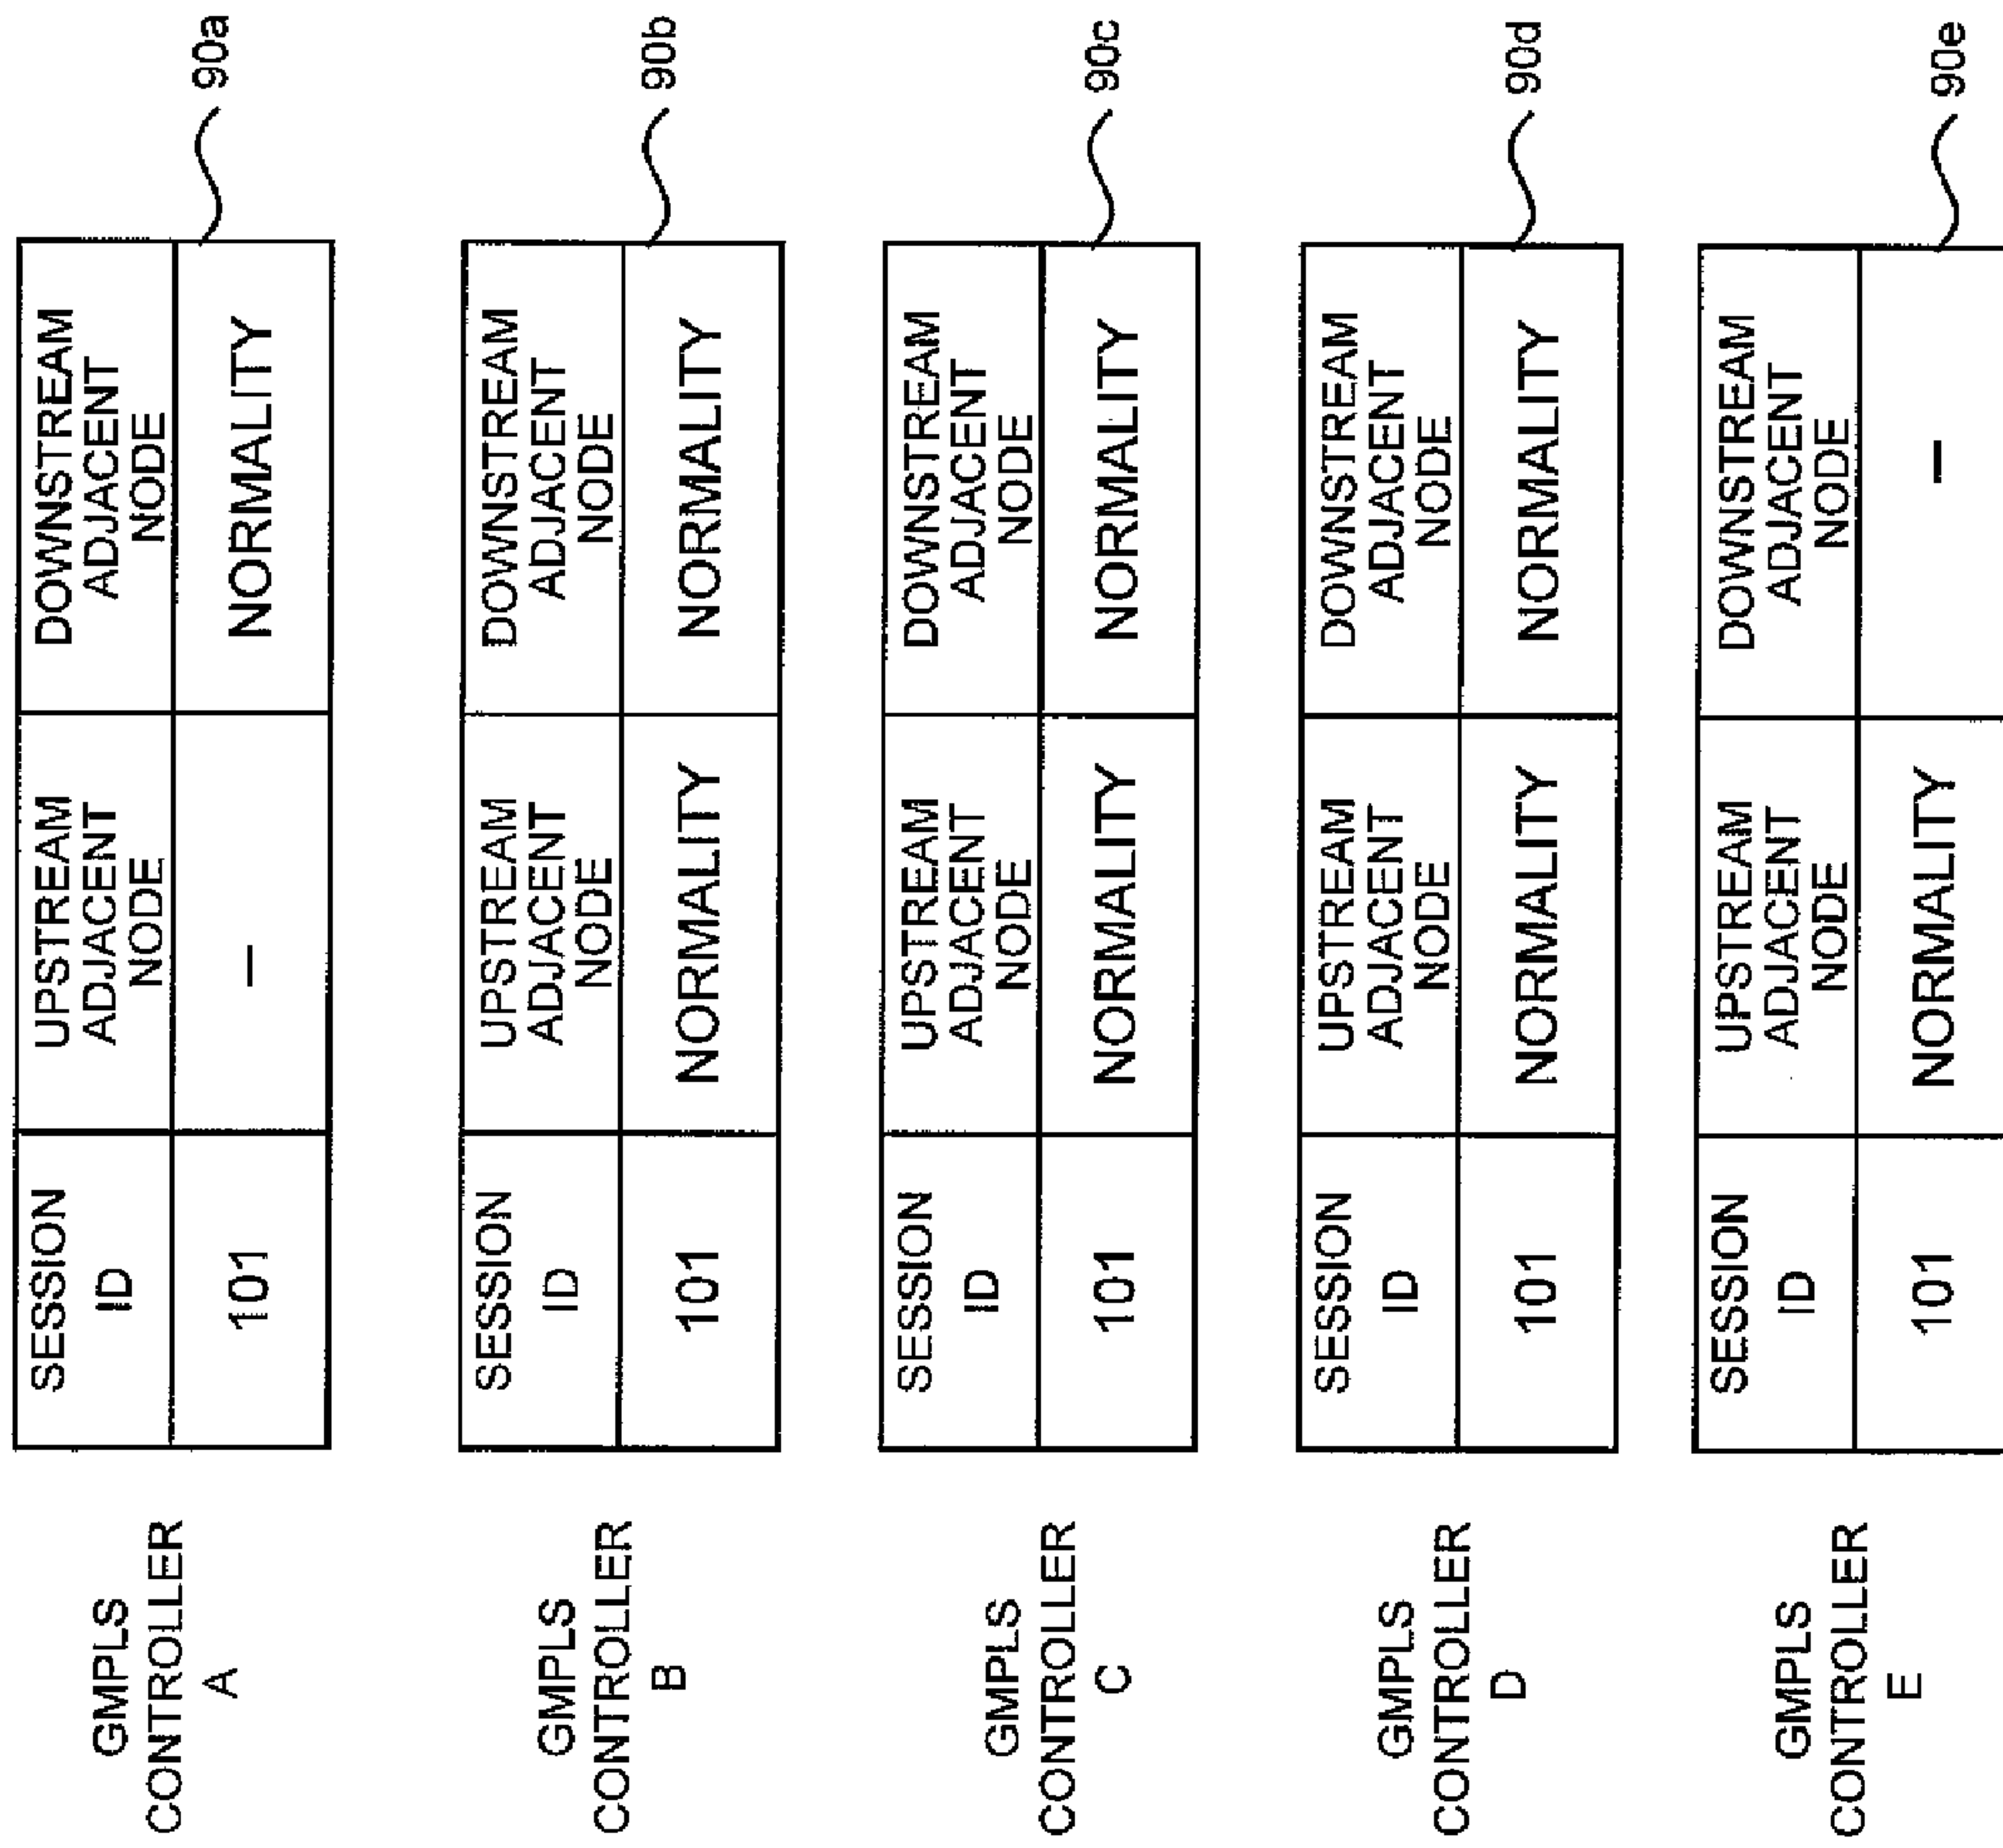 GMPLS
CONTROLLER
A
SESSION
ID
UPSTREAM
ADJACENT
NODE
DOWNSTREAM
ADJACENT
NODE
101
–
NORMALITY
90a
GMPLS
CONTROLLER
B
SESSION
ID
UPSTREAM
ADJACENT
NODE
DOWNSTREAM
ADJACENT
NODE
101
NORMALITY
NORMALITY
90b
GMPLS
CONTROLLER
C
SESSION
ID
UPSTREAM
ADJACENT
NODE
DOWNSTREAM
ADJACENT
NODE
101
NORMALITY
NORMALITY
90c
GMPLS
CONTROLLER
D
SESSION
ID
UPSTREAM
ADJACENT
NODE
DOWNSTREAM
ADJACENT
NODE
101
NORMALITY
NORMALITY
90d
GMPLS
CONTROLLER
E
SESSION
ID
UPSTREAM
ADJACENT
NODE
DOWNSTREAM
ADJACENT
NODE
101
NORMALITY
–
90e